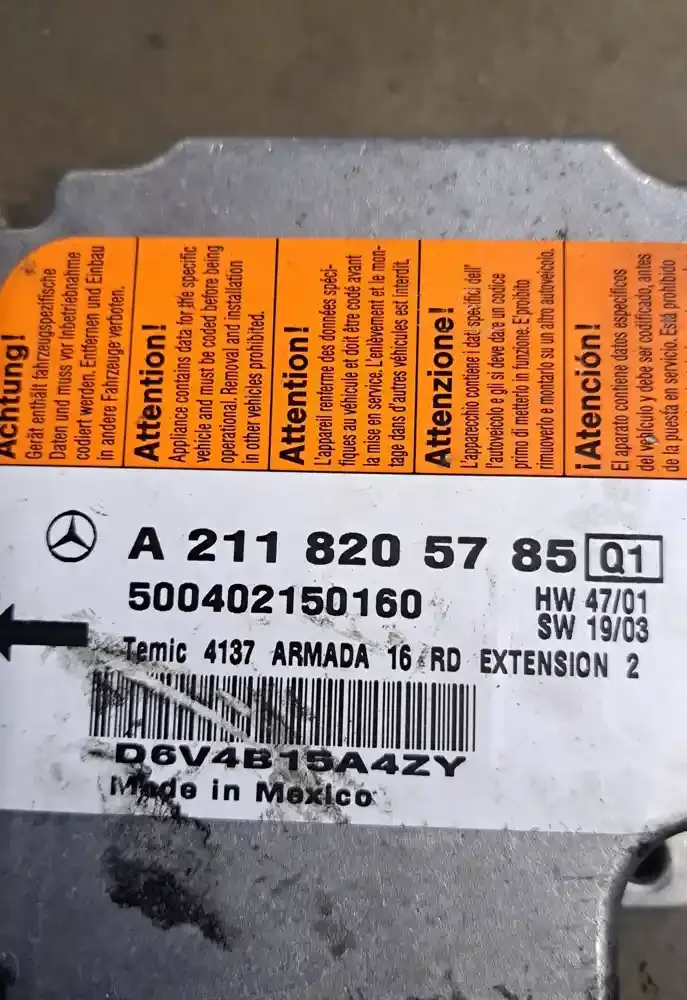 Achtung!
Gerät enthält fahrzeugspezifische
Daten und muss vor Inbetriebnahme
codiert werden. Entfernen und Einbau
in andere Fahrzeuge verboten.
Attention!
Appliance contains data for the specific
vehicle and must be coded before being
operational. Removal and installation
in other vehicles prohibited.
Attention!
L'appareil renferme des données spéci-
fiques au véhicule et doit être codé avant
la mise en service. L'enlèvement et le mon-
tage dans d'autres véhicules est interdit.
Attenzione!
L'apparecchio contiene i dati specifici dell'
l'autoveicolo e gli si deve dare un codice
primo di metterlo in funzione. E'proibito
rimuoverlo e montarlo su un altro autoveicolo.
¡Atención!
El aparato contiene datos específicos
del vehículo y debe ser codificado, antes
de la puesta en servicio. Está prohibido
A 211 820 57 85 Q1
500402150160 HW 47/01
SW 19/03
Temic 4137 ARMADA 16 RD EXTENSION 2
D6V4B15A4ZY
Made in Mexico